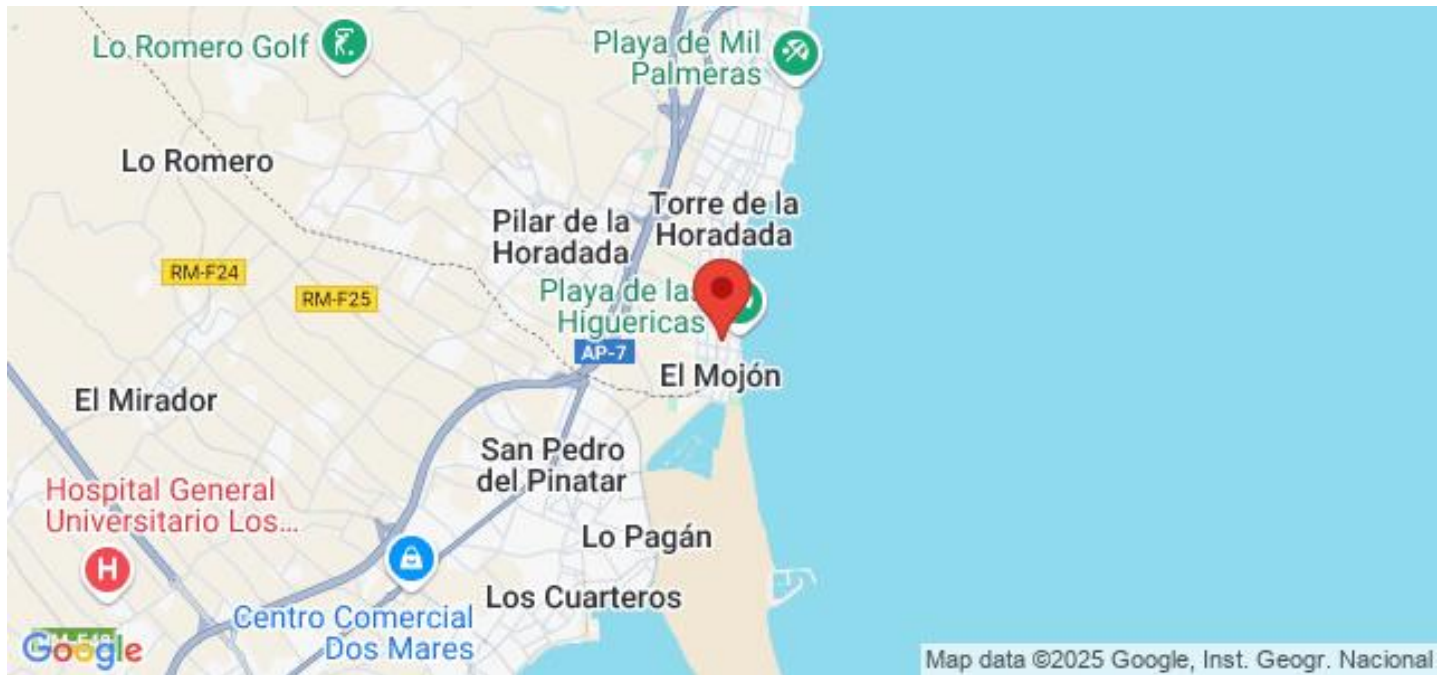 Lo Romero Golf
Playa de Mil
Palmeras
Lo Romero
Pilar de la
Horadada
Torre de la
Horadada
RM-F24
RM-F25
Playa de las
Higuericas
AP-7
El Mojón
El Mirador
San Pedro
del Pinatar
Hospital General
Universitario Los...
H
Lo Pagán
Los Cuarteros
Centro Comercial
Dos Mares
Google
Map data ©2025 Google, Inst. Geogr. Nacional